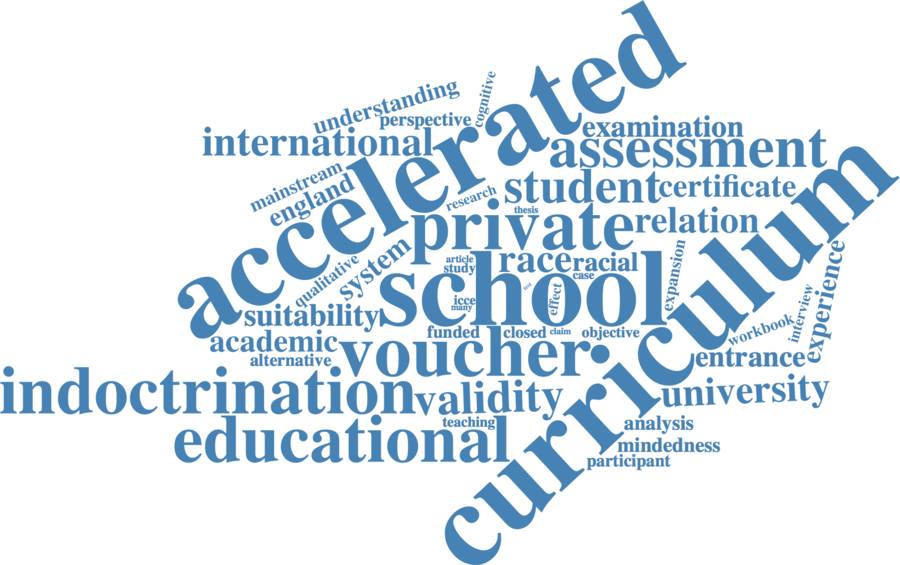 accelerated
understanding
cognitive
perspective
international
examination
assessment
mainstream
england
research
student
certificate
thesis
private
relation
system
qualitative
article
study
race
racial
case
school
expansion
experience
curriculum
icce
many
effect
suitability
interview
workbook
funded
closed
claim
objective
academic
alternative
voucher
entrance
indoctrination
validity
university
teaching
educational
analysis
mindedness
participant